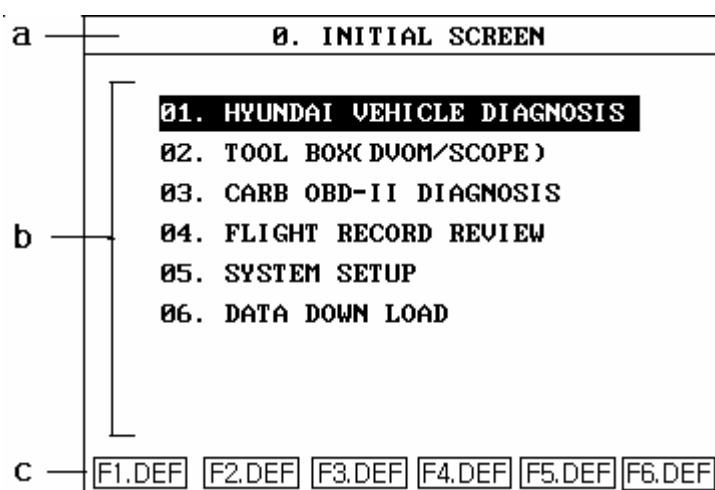 a 0. INITIAL SCREEN
01. HYUNDAI VEHICLE DIAGNOSIS
02. TOOL BOX(DVOM/SCOPE)
03. CARB OBD-II DIAGNOSIS
b 04. FLIGHT RECORD REVIEW
05. SYSTEM SETUP
06. DATA DOWN LOAD
c F1.DEF F2.DEF F3.DEF F4.DEF F5.DEF F6.DEF